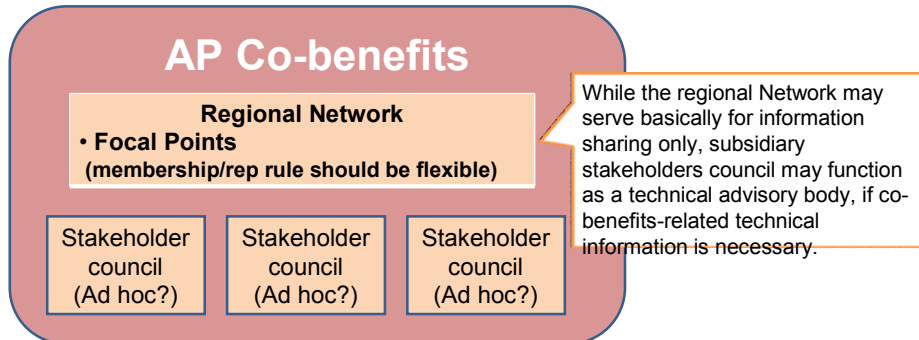 AP Co-benefits
Regional Network
• Focal Points
(membership/rep rule should be flexible)
While the regional Network may
serve basically for information
sharing only, subsidiary
stakeholders council may function
as a technical advisory body, if co-
benefits-related technical
information is necessary.
Stakeholder
council
(Ad hoc?)
Stakeholder
council
(Ad hoc?)
Stakeholder
council
(Ad hoc?)